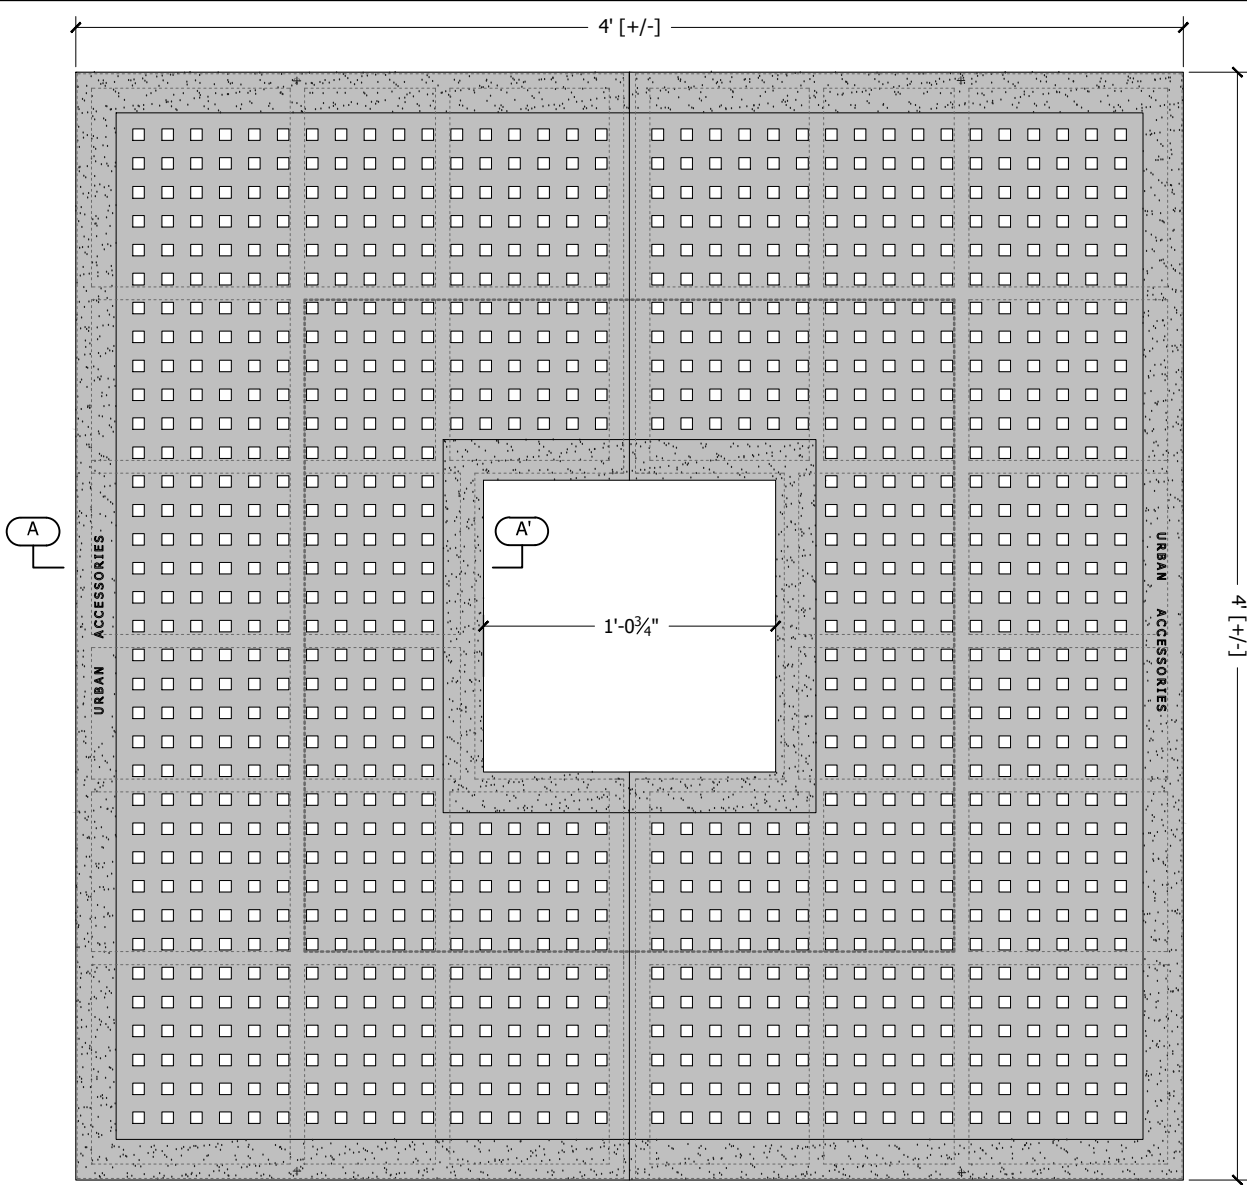 4' [+/-]
A
A'
URBAN ACCESSORIES
1'-0¾"
URBAN ACCESSORIES
4' [+/-]